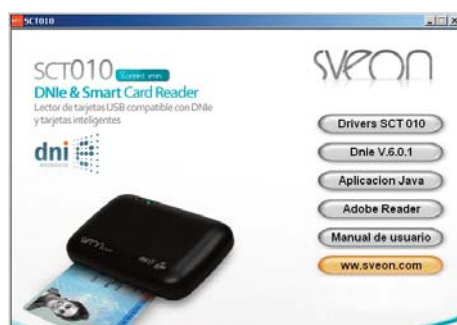 SCT010
SCT010
DNIe & Smart Card Reader
Lector de tarjetas USB compatible con DNIe
y tarjetas inteligentes
dni e
sveon
Drivers SCT 010
Dnie V.6.0.1
Aplicacion Java
Adobe Reader
Manual de usuario
ww.sveon.com